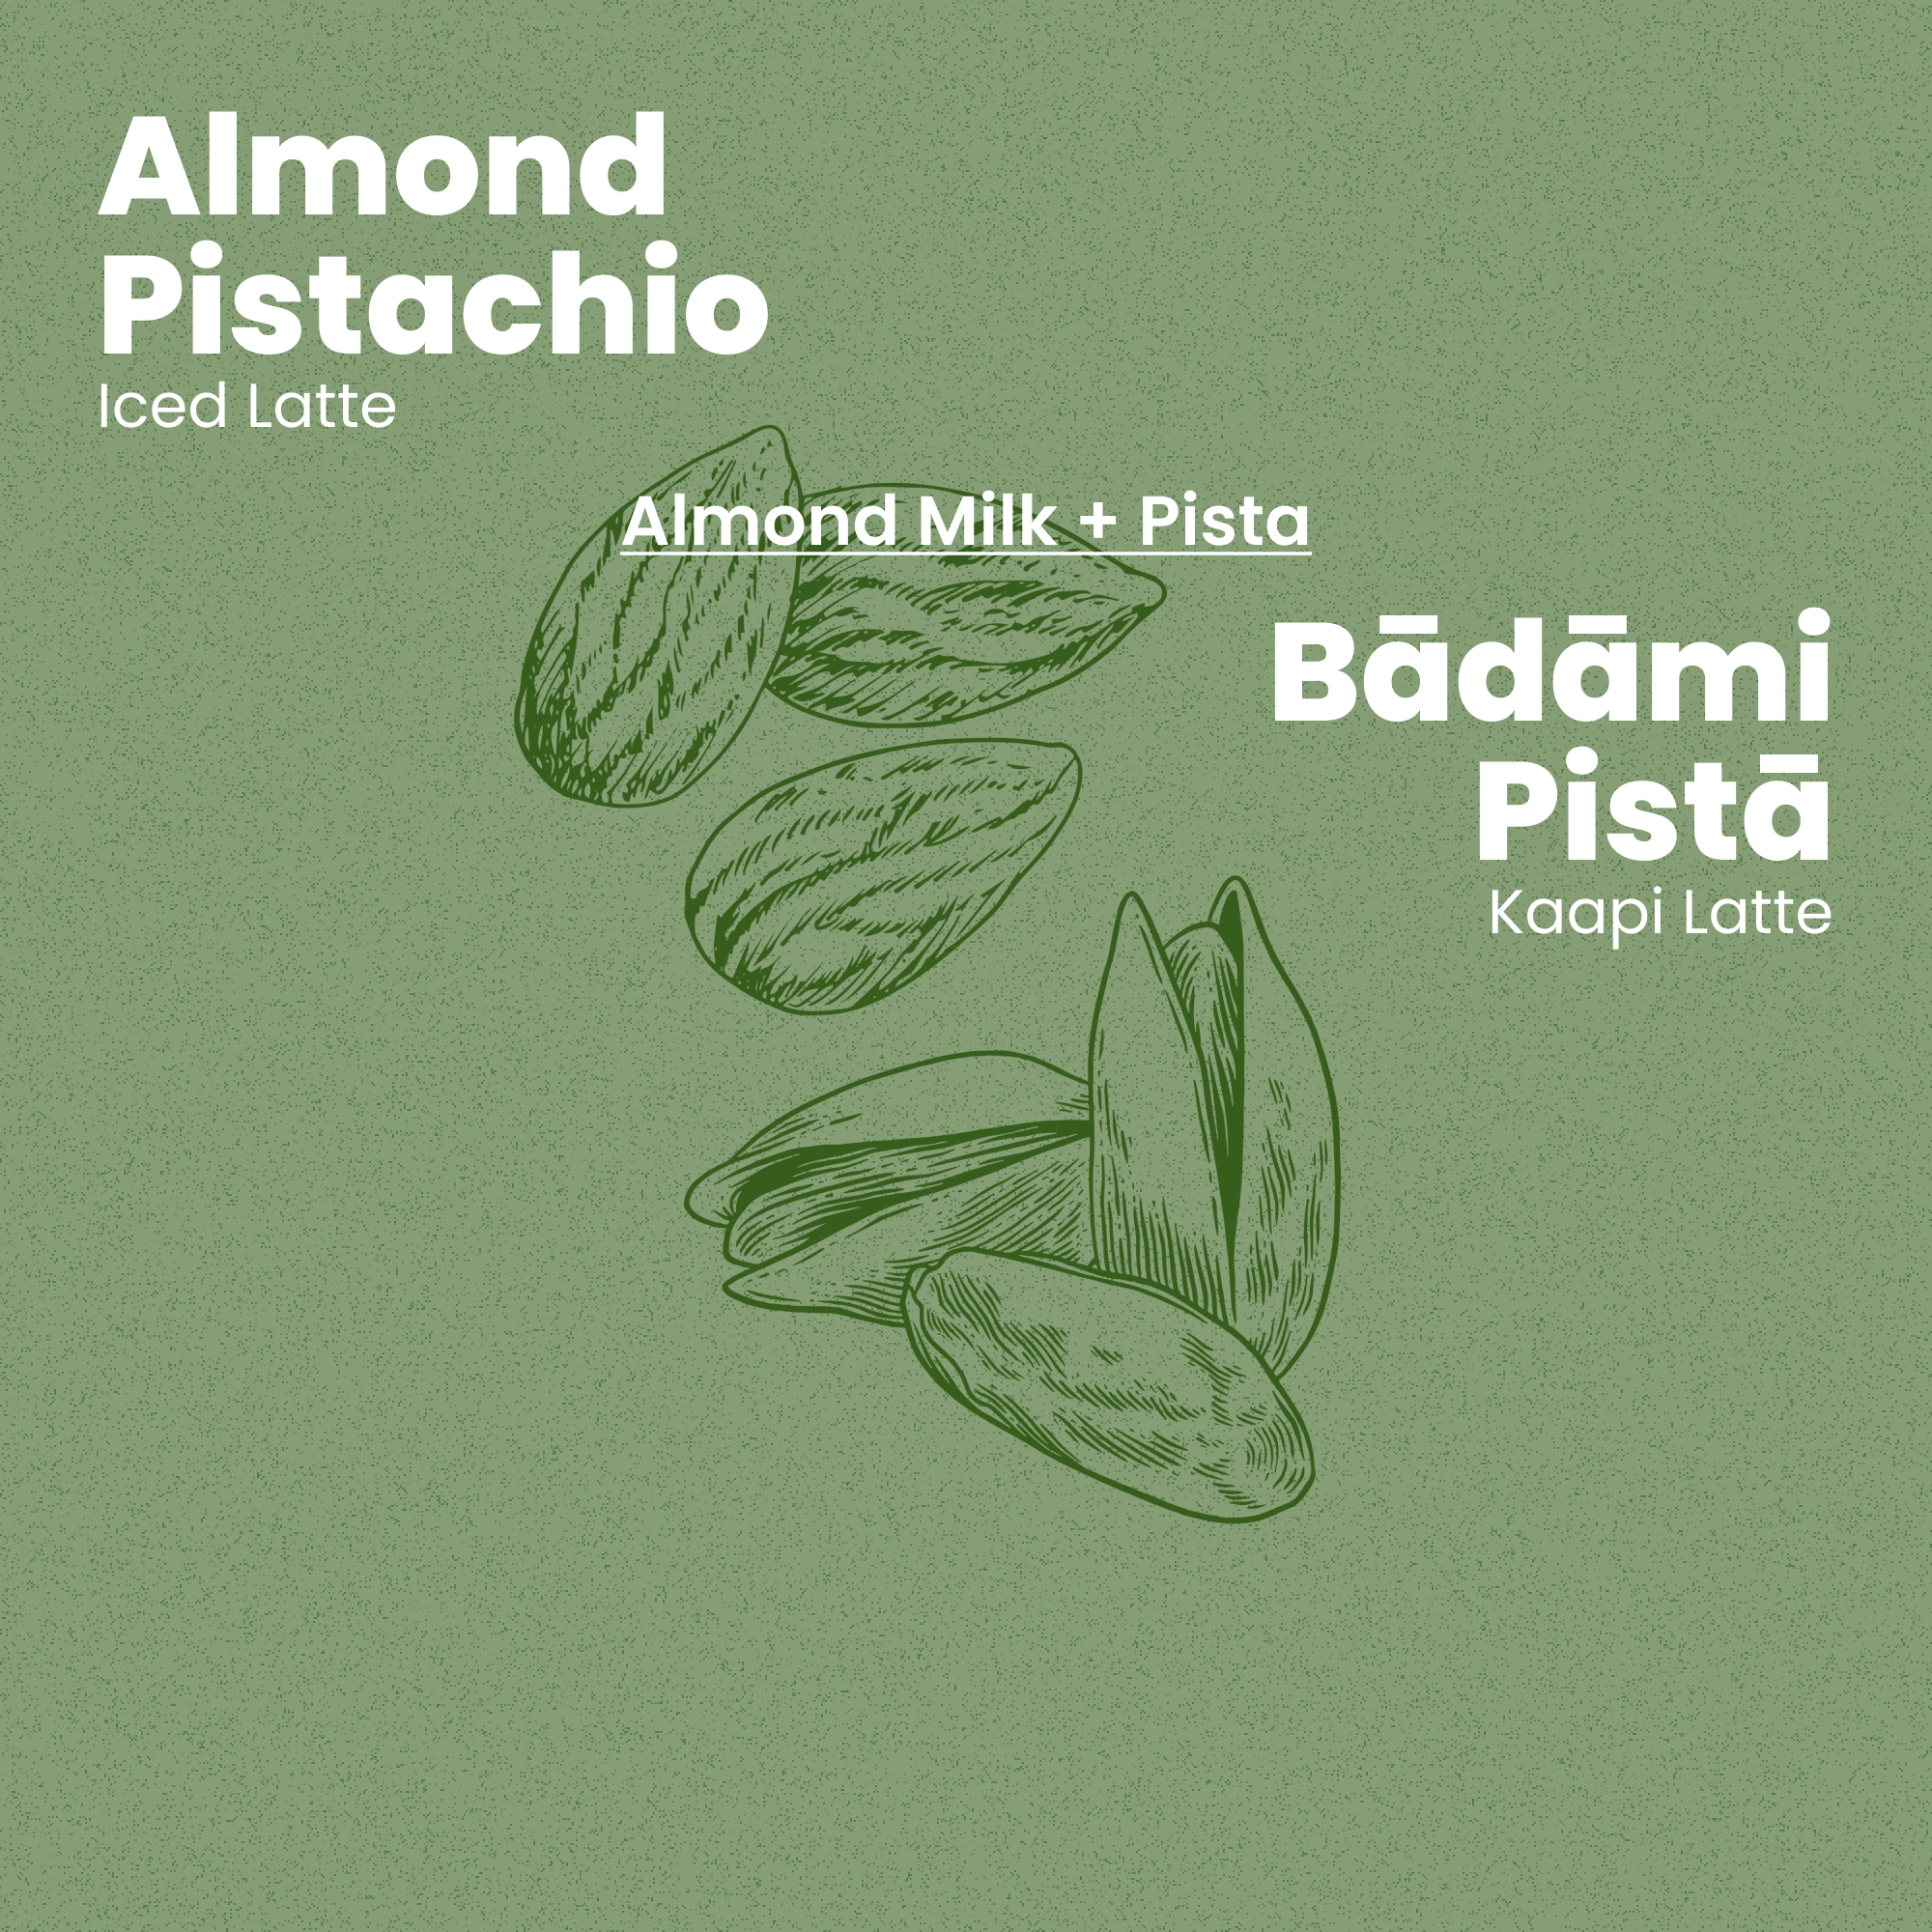 Almond
Pistachio
Iced Latte
Almond Milk + Pista
Bādāmi
Pistā
Kaapi Latte